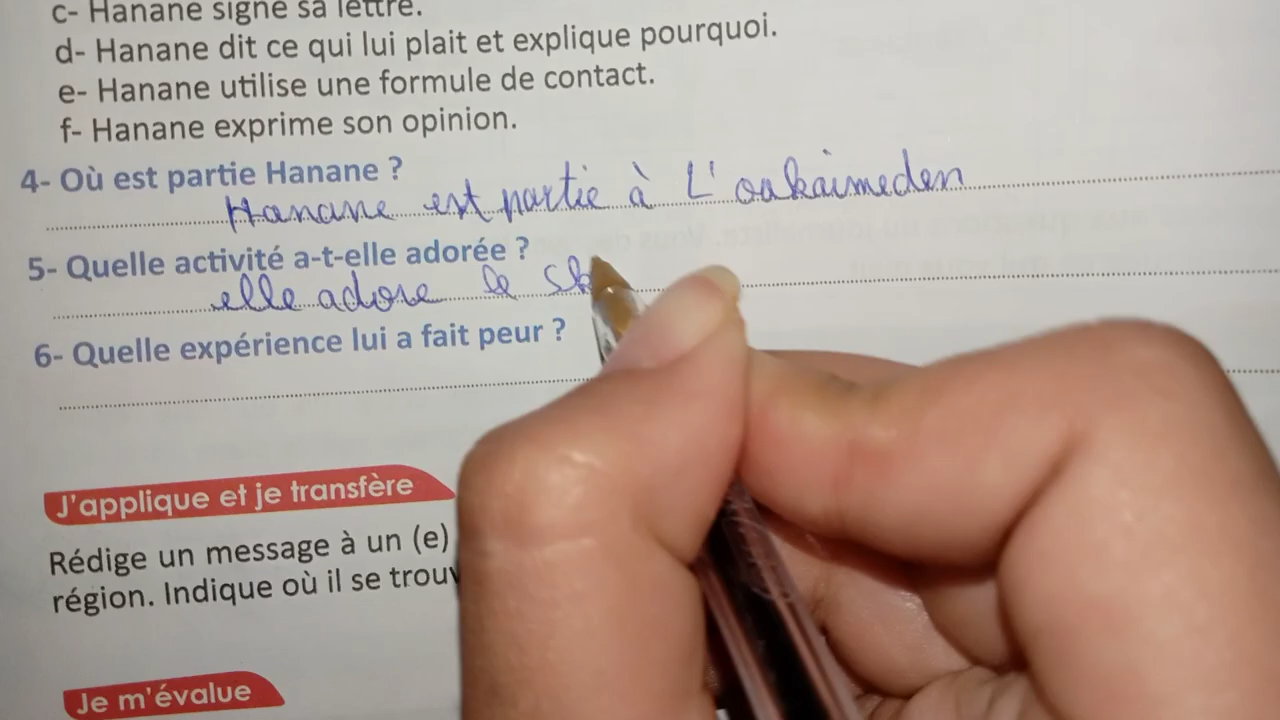 c- Hanane signe sa lettre.
d- Hanane dit ce qui lui plait et explique pourquoi.
e- Hanane utilise une formule de contact.
f- Hanane exprime son opinion.
4- Où est partie Hanane ?
Hanane est partie à L'oukaimeden
5- Quelle activité a-t-elle adorée ?
elle adore le sk
6- Quelle expérience lui a fait peur ?
J'applique et je transfère
Rédige un message à un (e)
région. Indique où il se trouv
Je m'évalue